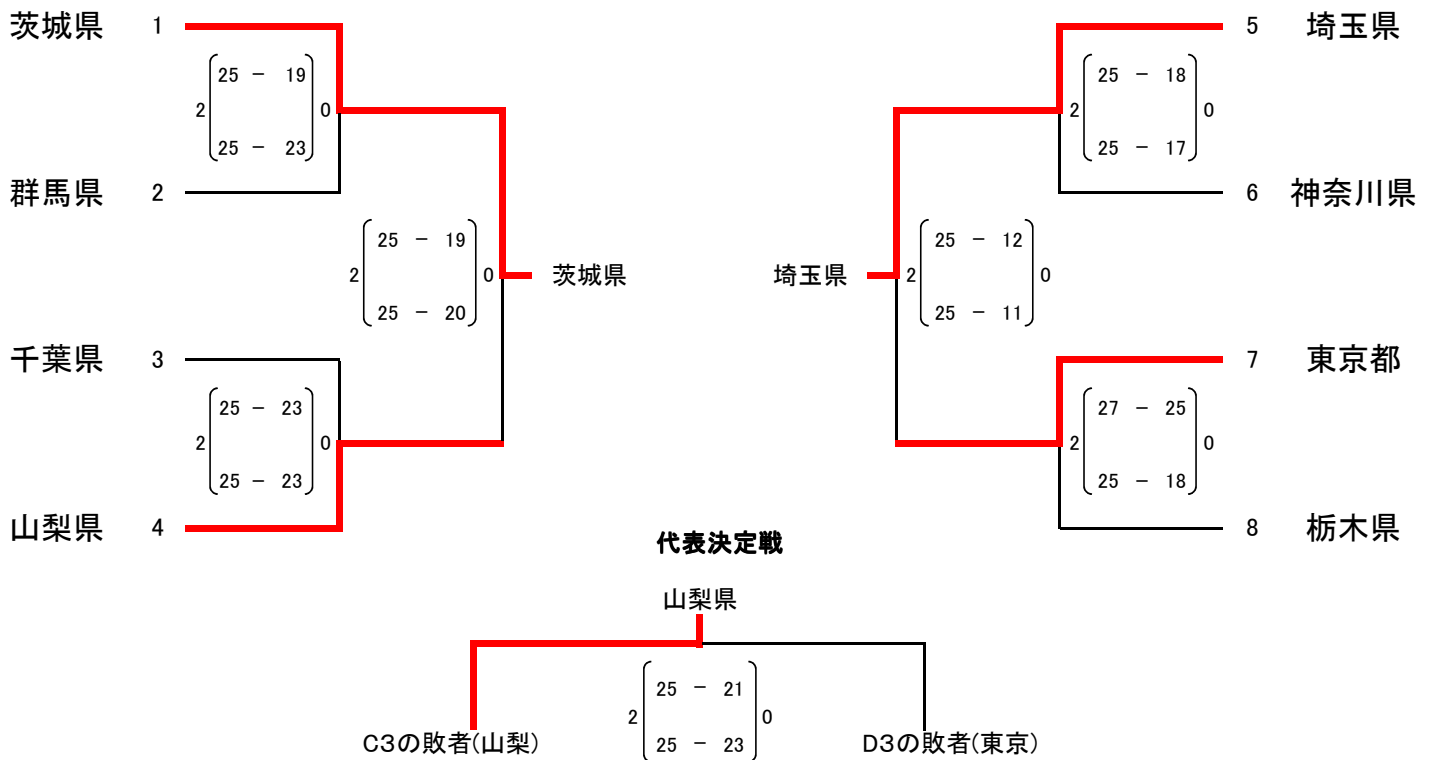 茨城県 1 5 埼玉県
25 － 19 25 － 18
2 0 2 0
25 － 23 25 － 17
群馬県 2 6 神奈川県
25 － 19 25 － 12
2 0 茨城県 埼玉県 2 0
25 － 20 25 － 11
千葉県 3 7 東京都
25 － 23 27 － 25
2 0 2 0
25 － 23 25 － 18
山梨県 4 8 栃木県
代表決定戦
山梨県
25 － 21
2 0
C3の敗者(山梨) 25 － 23 D3の敗者(東京)